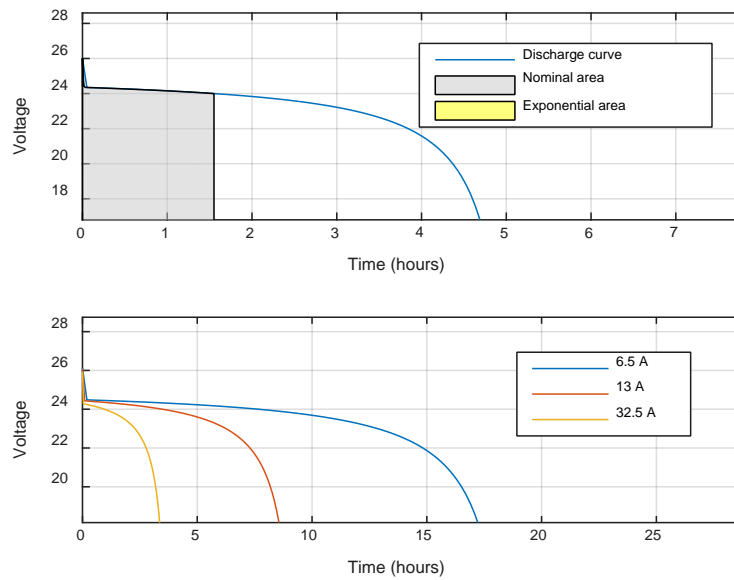 28
26
24
22
20
18
Voltage
Discharge curve
Nominal area
Exponential area
0 1 2 3 4 5 6 7
Time (hours)
28
26
24
22
20
Voltage
6.5 A
13 A
32.5 A
0 5 10 15 20 25
Time (hours)